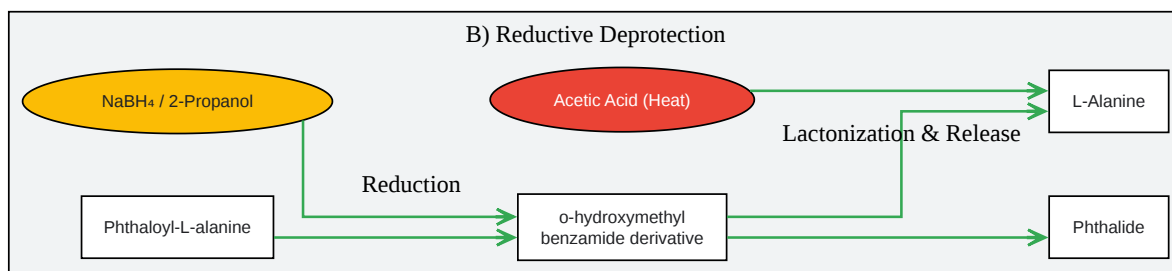 B) Reductive Deprotection
NaBH₄ / 2-Propanol
Acetic Acid (Heat)
L-Alanine
Lactonization & Release
Reduction
Phthaloyl-L-alanine
o-hydroxymethyl
benzamide derivative
Phthalide